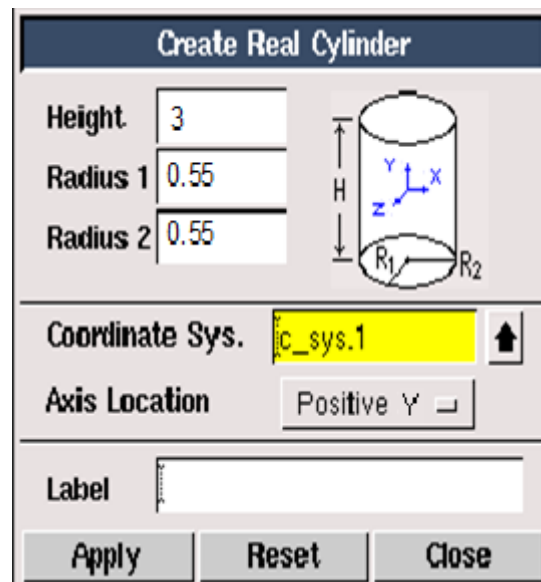 Create Real Cylinder
Height 3
Radius 1 0.55
Radius 2 0.55
H
Y
X
Z
R1
R2
Coordinate Sys. c_sys.1
Axis Location Positive Y
Label
Apply Reset Close